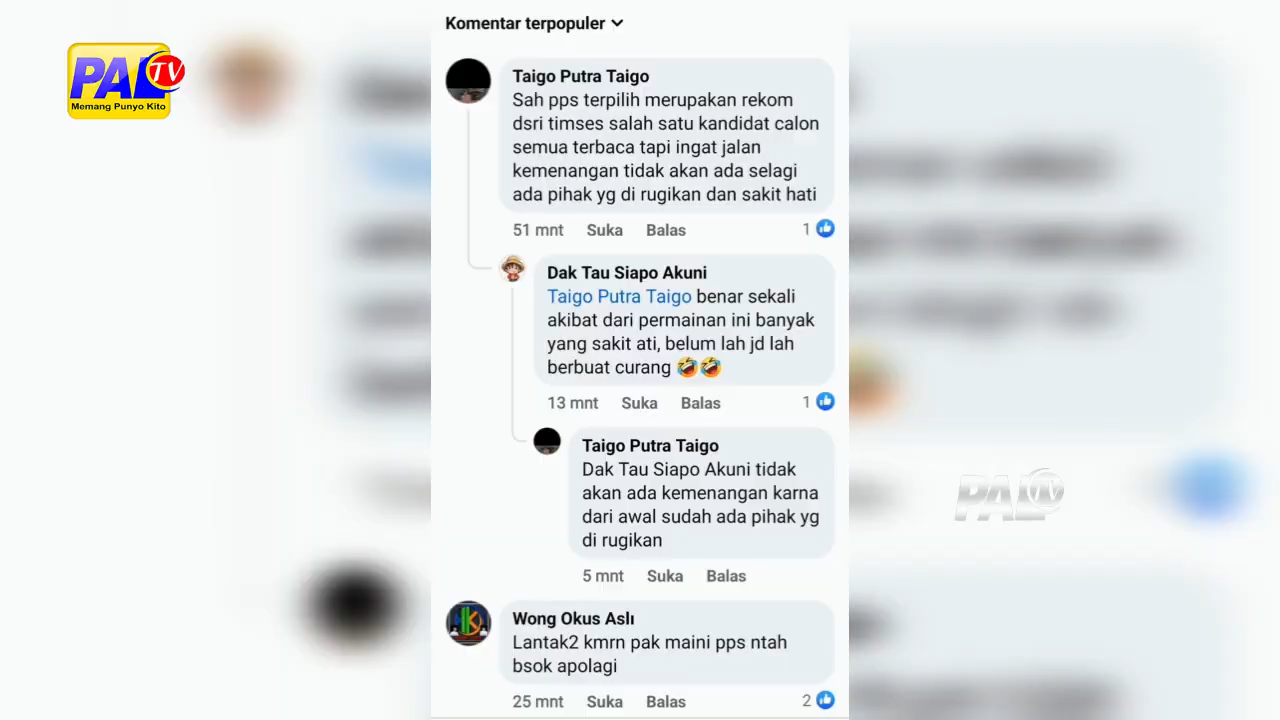 Komentar terpopuler
PAL TV
Memang Punyo Kito
Taigo Putra Taigo
Sah pps terpilih merupakan rekom
dsri timses salah satu kandidat calon
semua terbaca tapi ingat jalan
kemenangan tidak akan ada selagi
ada pihak yg di rugikan dan sakit hati
51 mnt Suka Balas 1
Dak Tau Siapo Akuni
Taigo Putra Taigo benar sekali
akibat dari permainan ini banyak
yang sakit ati, belum lah jd lah
berbuat curang 🤣🤣
13 mnt Suka Balas 1
Taigo Putra Taigo
Dak Tau Siapo Akuni tidak
akan ada kemenangan karna
dari awal sudah ada pihak yg
di rugikan
PAL TV
5 mnt Suka Balas
Wong Okus Aslı
Lantak2 kmrn pak maini pps ntah
bsok apolagi
25 mnt Suka Balas 2